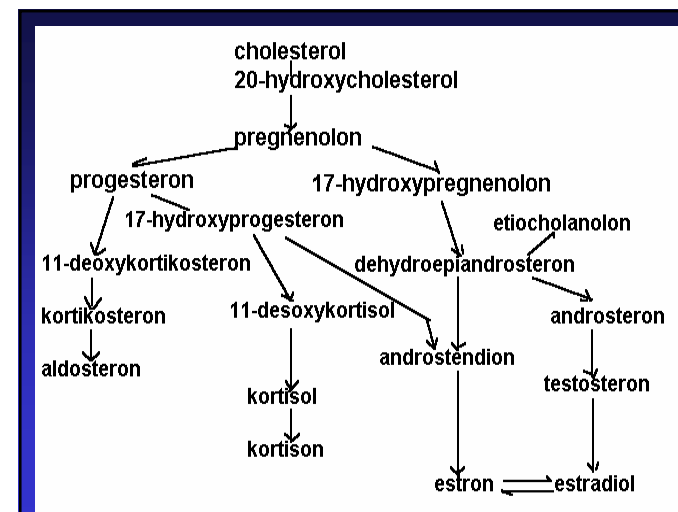 cholesterol
20-hydroxycholesterol
pregnenolon
progesteron
17-hydroxypregnenolon
17-hydroxyprogesteron
etiocholanolon
11-deoxykortikosteron
dehydroepiandrosteron
kortikosteron
11-desoxykortisol
androsteron
aldosteron
androstendion
testosteron
kortisol
kortison
estron
estradiol